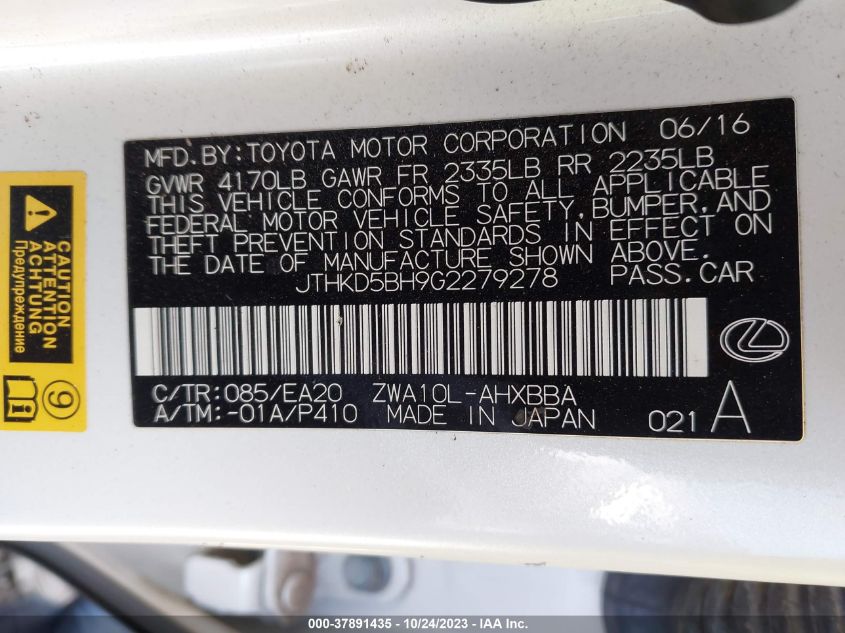 MFD.BY:TOYOTA MOTOR CORPORATION 06/16
GVWR 4170LB GAWR FR 2335LB RR 2235LB
THIS VEHICLE CONFORMS TO ALL APPLICABLE
FEDERAL MOTOR VEHICLE SAFETY,BUMPER,AND
THEFT PREVENTION STANDARDS IN EFFECT ON
THE DATE OF MANUFACTURE SHOWN ABOVE.
JTHKD5BH9G2279278 PASS.CAR
C/TR:085/EA20 ZWA10L-AHXBBA
A/TM:-01A/P410 MADE IN JAPAN 021 A
CAUTION
ATTENTION
ACHTUNG
Предупреждение
9
000-37891435 - 10/24/2023 - IAA Inc.